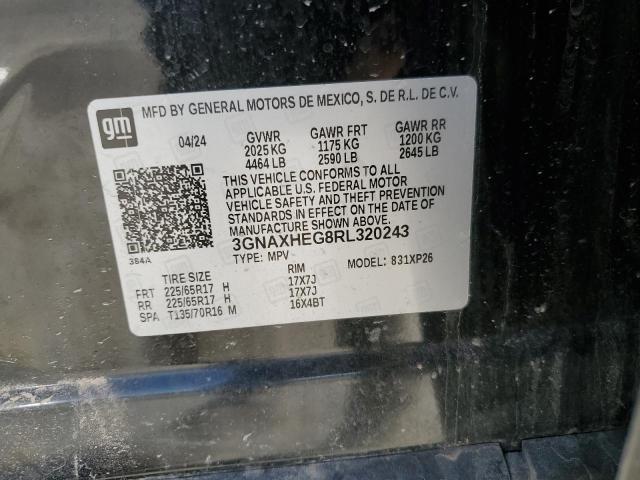 gm
MFD BY GENERAL MOTORS DE MEXICO, S. DE R.L. DE C.V.
04/24 GVWR GAWR FRT GAWR RR
2025 KG 1175 KG 1200 KG
4464 LB 2590 LB 2645 LB
THIS VEHICLE CONFORMS TO ALL
APPLICABLE U.S. FEDERAL MOTOR
VEHICLE SAFETY AND THEFT PREVENTION
STANDARDS IN EFFECT ON THE DATE OF
MANUFACTURE SHOWN ABOVE.
3GNAXHEG8RL320243
384A TYPE: MPV MODEL: 831XP26
TIRE SIZE RIM
FRT 225/65R17 H 17X7J
RR 225/65R17 H 17X7J
SPA T135/70R16 M 16X4BT